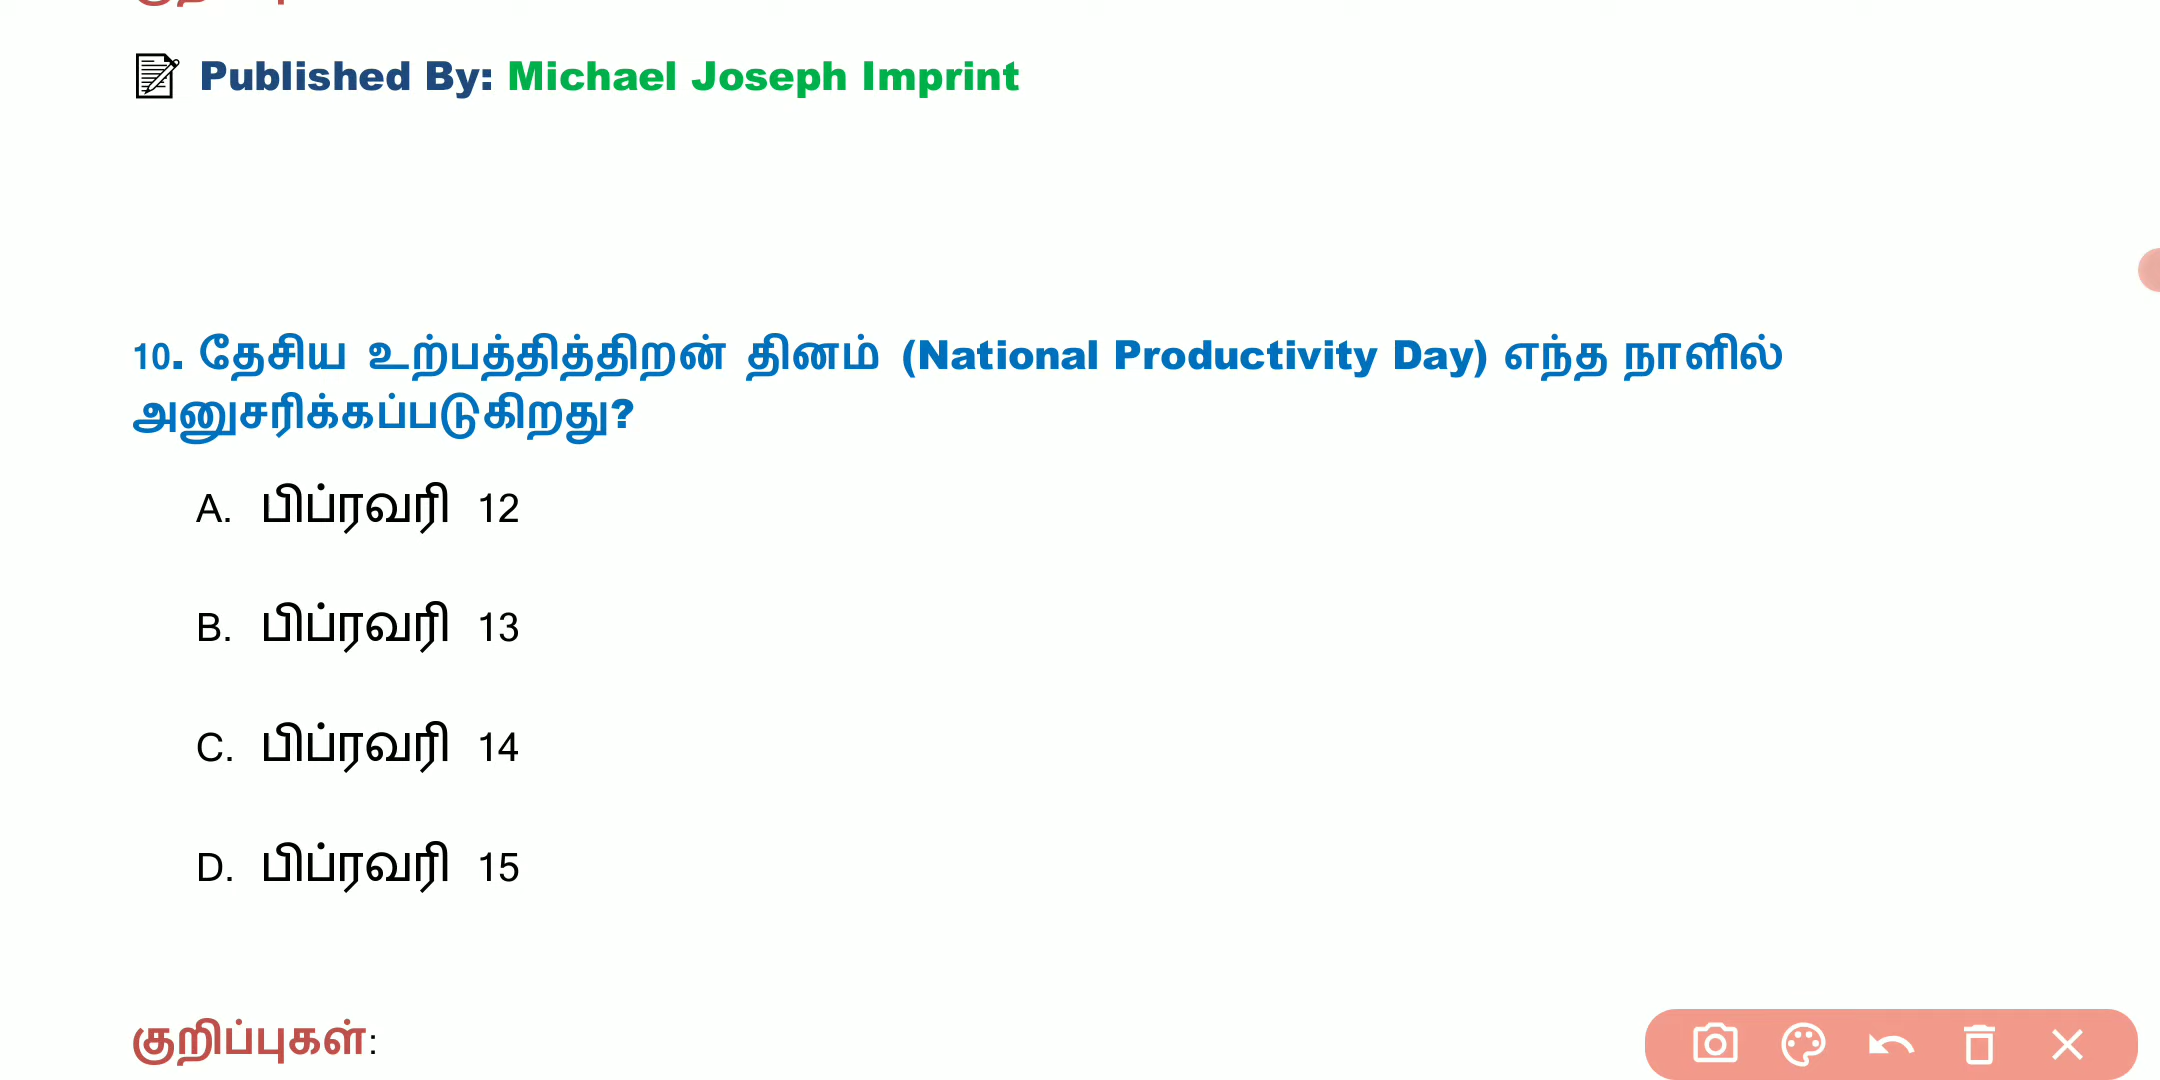 Published By: Michael Joseph Imprint
10. தேசிய உற்பத்தித்திறன் தினம் (National Productivity Day) எந்த நாளில்
அனுசரிக்கப்படுகிறது?
A. பிப்ரவரி 12
B. பிப்ரவரி 13
C. பிப்ரவரி 14
D. பிப்ரவரி 15
குறிப்புகள்: